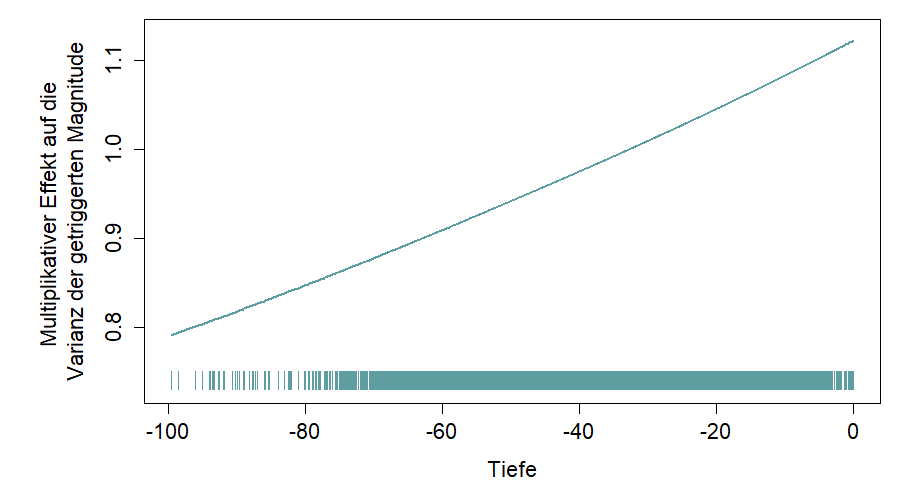 Multiplikativer Effekt auf die
Varianz der getriggerten Magnitude
1.1
1.0
0.9
0.8
-100 -80 -60 -40 -20 0
Tiefe